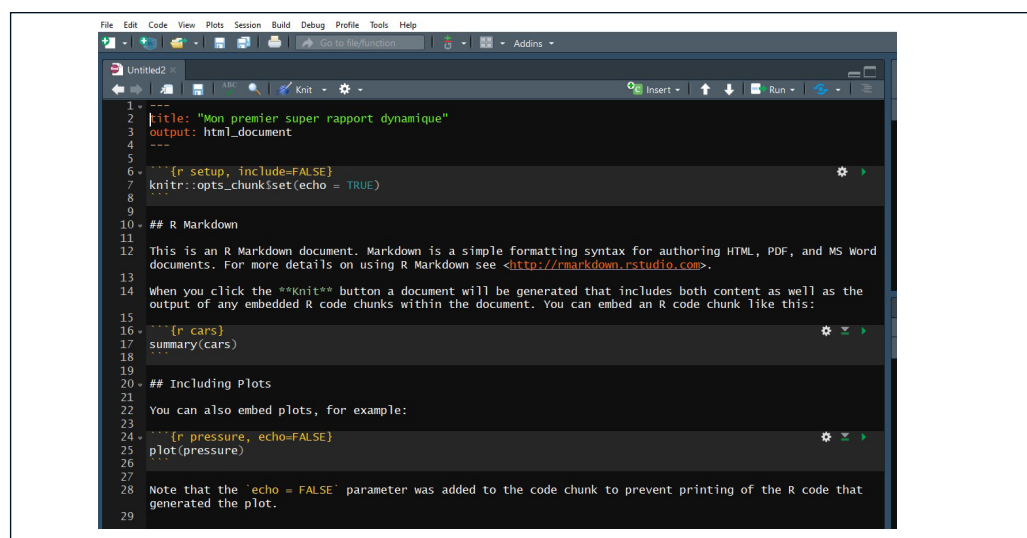 File Edit Code View Plots Session Build Debug Profile Tools Help
Go to file/function Addins
Untitled2
ABC Knit Insert Run
1 ---
2 title: "Mon premier super rapport dynamique"
3 output: html_document
4 ---
5
6 ```{r setup, include=FALSE}
7 knitr::opts_chunk$set(echo = TRUE)
8 ```
9
10 ## R Markdown
11
12 This is an R Markdown document. Markdown is a simple formatting syntax for authoring HTML, PDF, and MS Word
documents. For more details on using R Markdown see <http://rmarkdown.rstudio.com>.
13
14 When you click the **Knit** button a document will be generated that includes both content as well as the
output of any embedded R code chunks within the document. You can embed an R code chunk like this:
15
16 ```{r cars}
17 summary(cars)
18 ```
19
20 ## Including Plots
21
22 You can also embed plots, for example:
23
24 ```{r pressure, echo=FALSE}
25 plot(pressure)
26 ```
27
28 Note that the `echo = FALSE` parameter was added to the code chunk to prevent printing of the R code that
generated the plot.
29